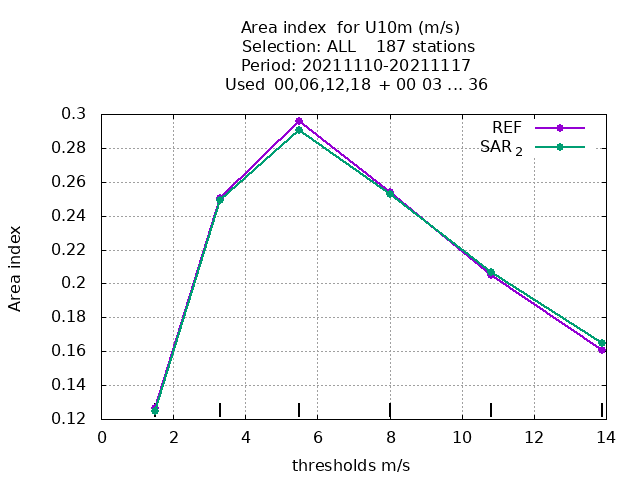 Area index  for U10m (m/s)
Selection: ALL    187 stations
Period: 20211110-20211117
Used  00,06,12,18  + 00 03 ... 36
REF
SAR 2
0.3
0.28
0.26
0.24
0.22
0.2
0.18
0.16
0.14
0.12
Area index
0 2 4 6 8 10 12 14
thresholds m/s